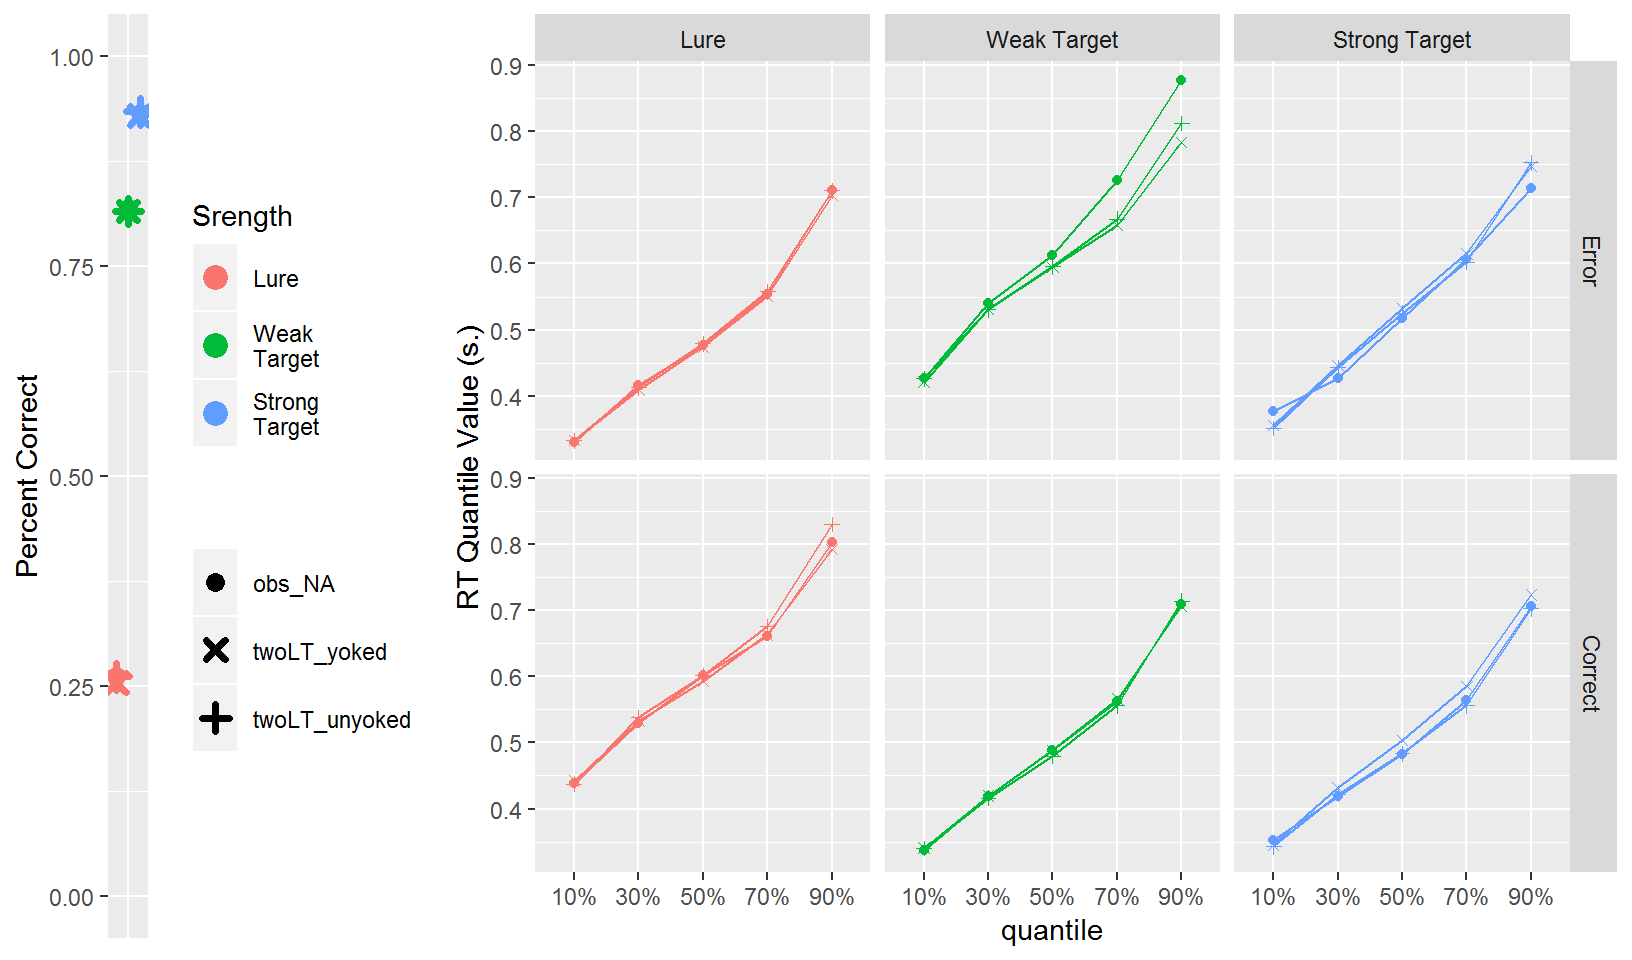 Percent Correct
1.00
0.75
0.50
0.25
0.00
Srength
Lure
Weak
Target
Strong
Target
obs_NA
twoLT_yoked
twoLT_unyoked
RT Quantile Value (s.)
Lure
Weak Target
Strong Target
0.9
0.8
0.7
0.6
0.5
0.4
Error
0.9
0.8
0.7
0.6
0.5
0.4
Correct
10% 30% 50% 70% 90%
10% 30% 50% 70% 90%
10% 30% 50% 70% 90%
quantile